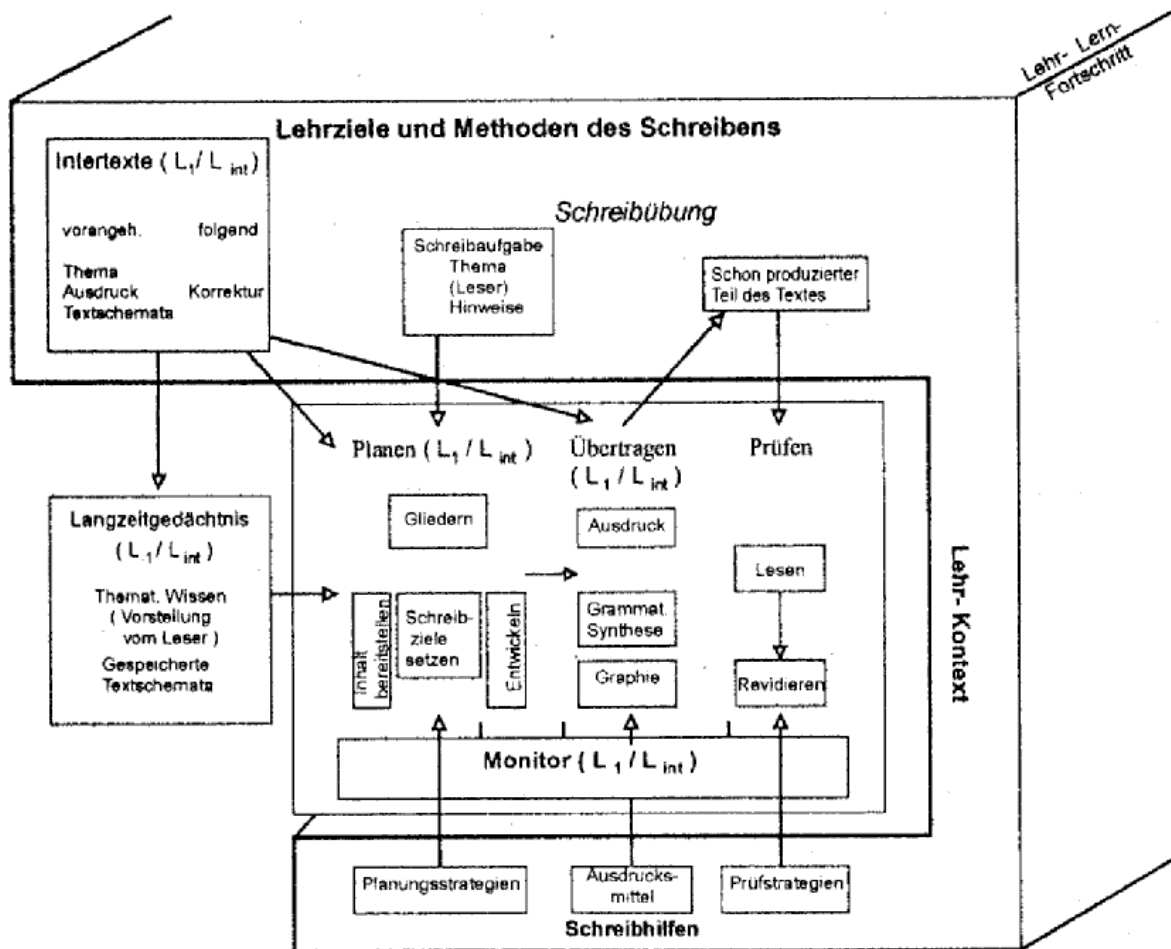 Lehr- Lern-
Fortschritt
Lehrziele und Methoden des Schreibens
Intertexte ( L1/ L int)
vorangeh. folgend
Thema
Ausdruck Korrektur
Textschemata
Schreibübung
Schreibaufgabe
Thema
(Leser)
Hinweise
Schon produzierter
Teil des Textes
Planen ( L1 / L int)
Übertragen
( L1 / L int)
Prüfen
Langzeitgedächtnis
( L1 / L int)
Themat. Wissen
( Vorstellung
vom Leser )
Gespeicherte
Textschemata
Gliedern
Inhalt
bereitstellen
Schreib-
ziele
setzen
Entwickeln
Ausdruck
Grammat.
Synthese
Graphie
Lesen
Revidieren
Lehr- Kontext
Monitor ( L1 / L int)
Planungsstrategien
Ausdrucks-
mittel
Prüfstrategien
Schreibhilfen